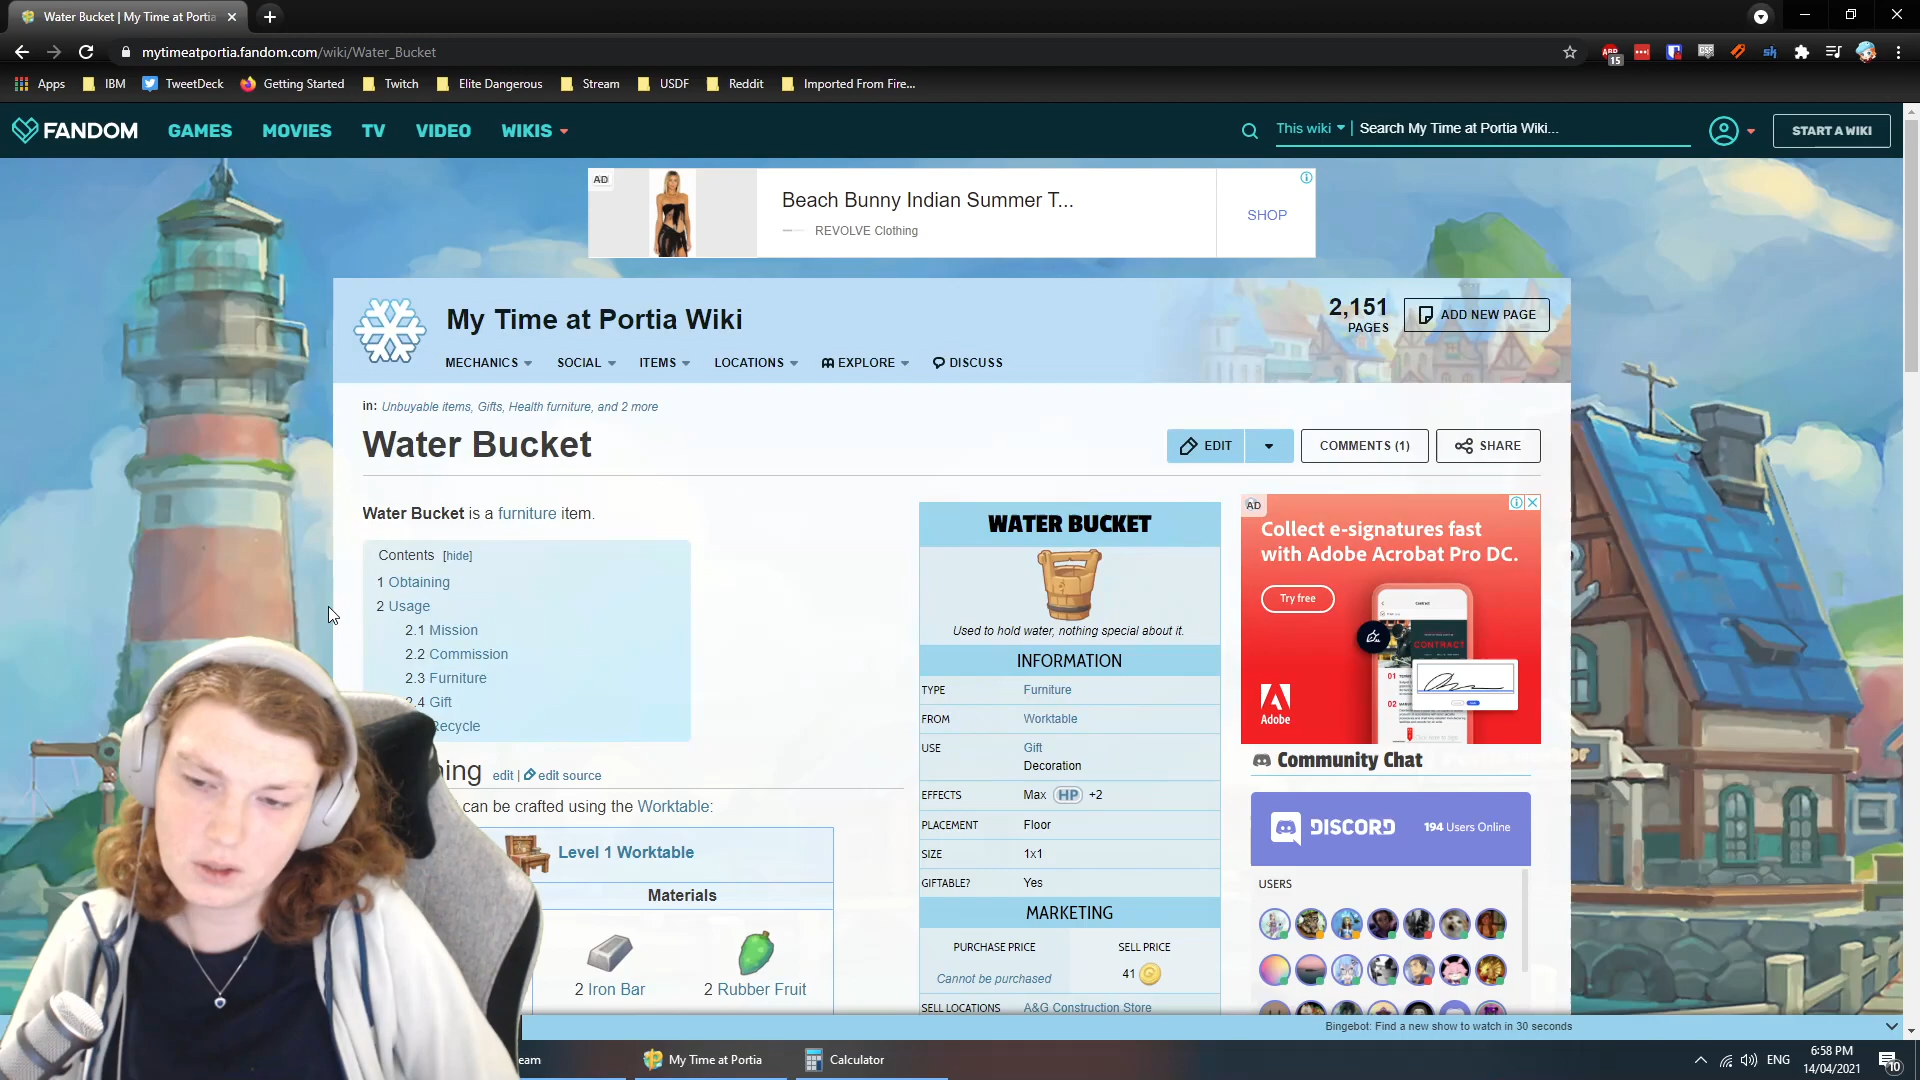 Water Bucket | My Time at Portia
mytimeatportia.fandom.com/wiki/Water_Bucket
ABP
15
CSS
sk
Apps
IBM
TweetDeck
Getting Started
Twitch
Elite Dangerous
Stream
USDF
Reddit
Imported From Fire...
FANDOM
GAMES
MOVIES
TV
VIDEO
WIKIS
This wiki
Search My Time at Portia Wiki...
START A WIKI
AD
Beach Bunny Indian Summer T...
REVOLVE Clothing
SHOP
My Time at Portia Wiki
2,151
PAGES
ADD NEW PAGE
MECHANICS
SOCIAL
ITEMS
LOCATIONS
EXPLORE
DISCUSS
in: Unbuyable items, Gifts, Health furniture, and 2 more
Water Bucket
EDIT
COMMENTS (1)
SHARE
Water Bucket is a furniture item.
Contents [hide]
1 Obtaining
2 Usage
2.1 Mission
2.2 Commission
2.3 Furniture
2.4 Gift
Recycle
ning edit | edit source
can be crafted using the Worktable:
Level 1 Worktable
Materials
2 Iron Bar
2 Rubber Fruit
WATER BUCKET
Used to hold water, nothing special about it.
INFORMATION
TYPE Furniture
FROM Worktable
USE Gift
Decoration
EFFECTS Max HP +2
PLACEMENT Floor
SIZE 1x1
GIFTABLE? Yes
MARKETING
PURCHASE PRICE SELL PRICE
Cannot be purchased 41
SELL LOCATIONS A&G Construction Store
AD
Collect e-signatures fast
with Adobe Acrobat Pro DC.
Try free
CONTRACT
01
02
Adobe
Community Chat
DISCORD
194 Users Online
USERS
Bingebot: Find a new show to watch in 30 seconds
eam
My Time at Portia
Calculator
ENG
6:58 PM
14/04/2021
10